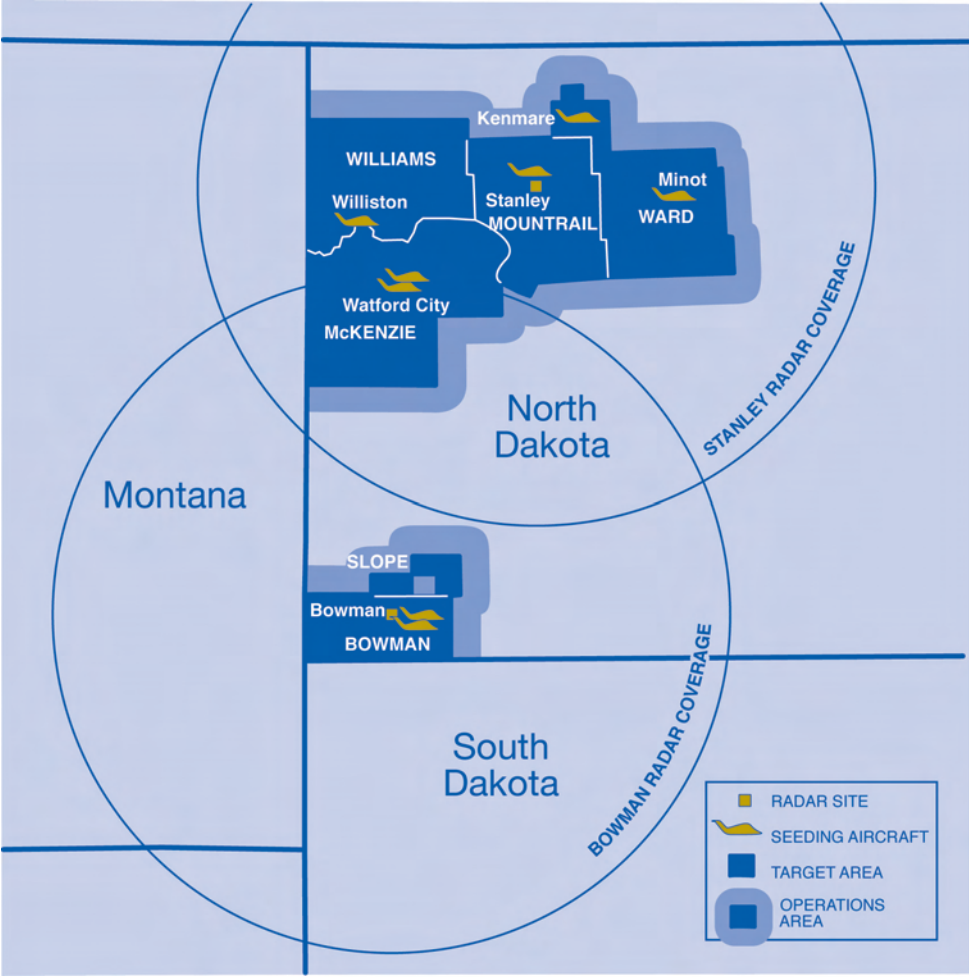 Kenmare
WILLIAMS
Minot
Williston
Stanley
WARD
MOUNTRAIL
Watford City
McKENZIE
STANLEY RADAR COVERAGE
North
Dakota
Montana
SLOPE
Bowman
BOWMAN
BOWMAN RADAR COVERAGE
South
Dakota
RADAR SITE
SEEDING AIRCRAFT
TARGET AREA
OPERATIONS
AREA